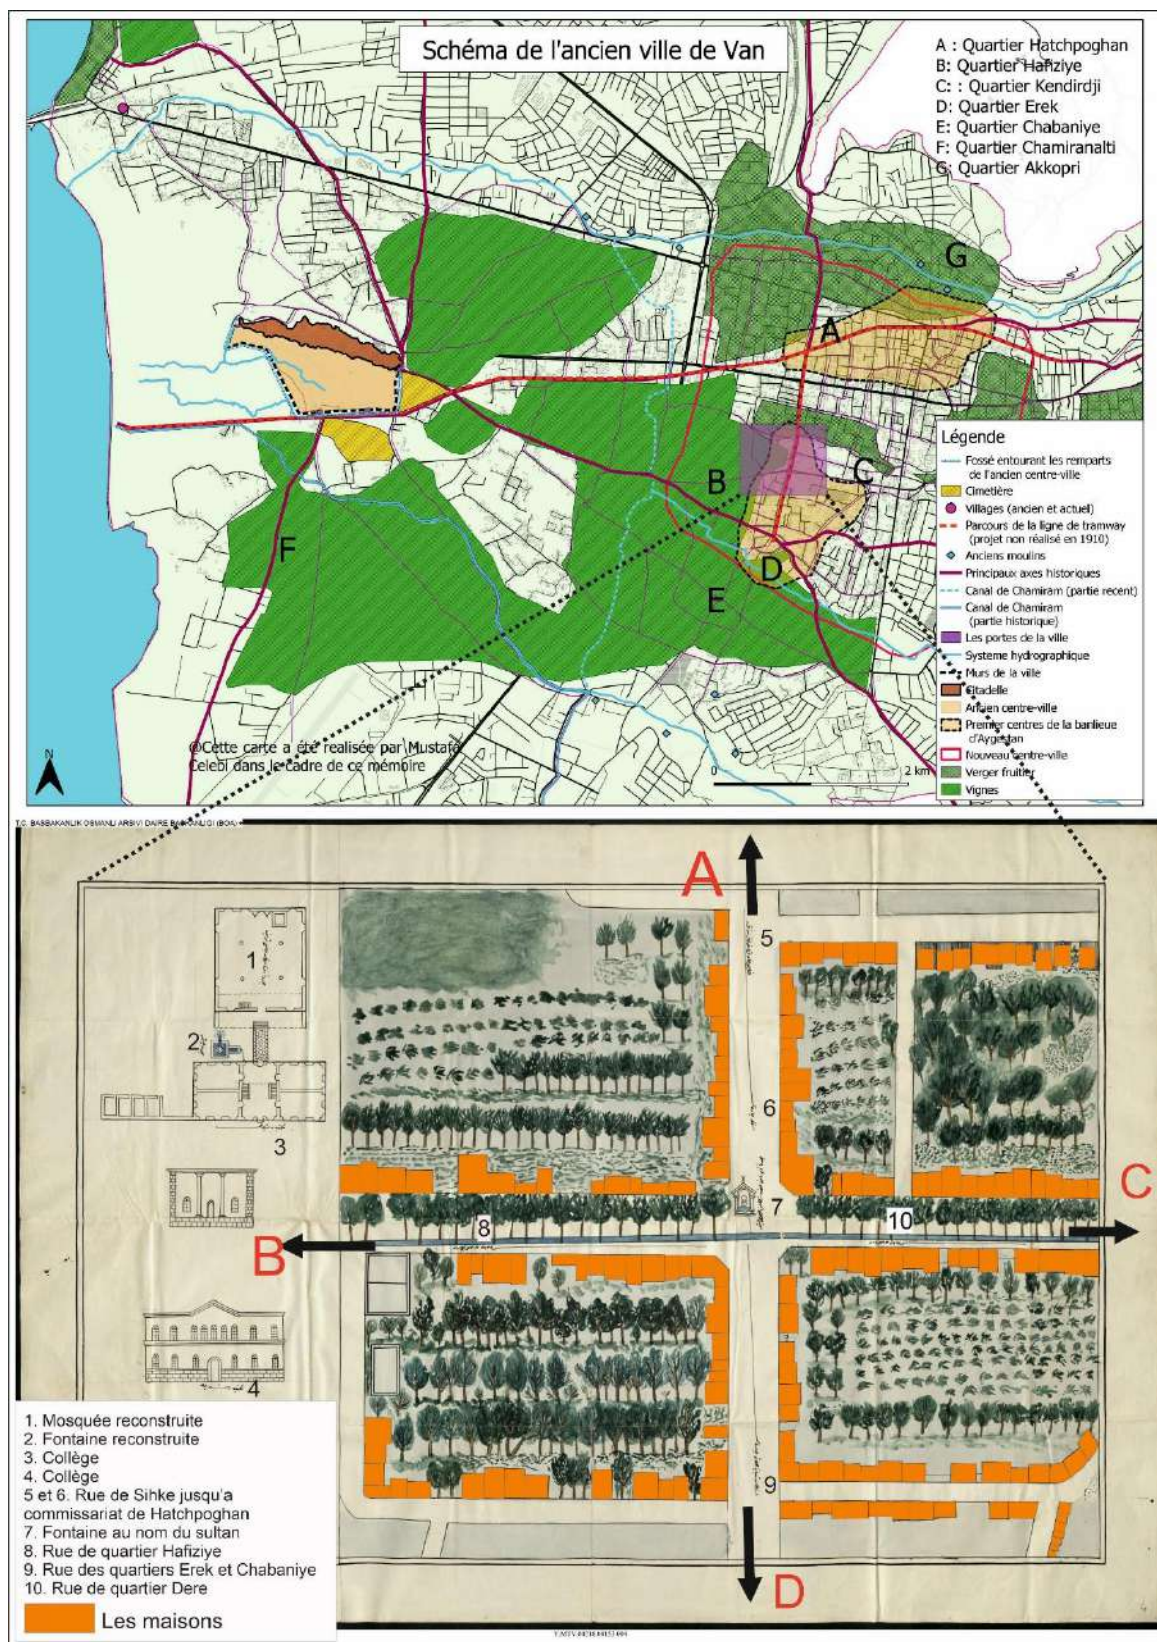 Schéma de l'ancien ville de Van
A : Quartier Hatchpoghan
B: Quartier Hafiziye
C: : Quartier Kendirdji
D: Quartier Erek
E: Quartier Chabaniye
F: Quartier Chamiranalti
G: Quartier Akkopri
G
A
B
C
D
E
F
Légende
Fossé entourant les remparts
de l'ancien centre-ville
Cimetière
Villages (ancien et actuel)
Parcours de la ligne de tramway
(projet non réalisé en 1910)
Anciens moulins
Principaux axes historiques
Canal de Chamiram (partie recent)
Canal de Chamiram
(partie historique)
Les portes de la ville
Systeme hydrographique
Murs de la ville
Citadelle
Ancien centre-ville
Premier centres de la banlieue
d'Aygestan
Nouveau centre-ville
Verger fruitier
Vignes
N
©Cette carte a été realisée par Mustafa
Celebi dans le cadre de ce mémoire
0 1 2 km
T.C. BASBAKANLIK OSMANLI ARSIVI DAIRE BASKANLIGI (BOA)
A
5
1
2
6
3
7
C
8
10
B
4
9
D
1. Mosquée reconstruite
2. Fontaine reconstruite
3. Collège
4. Collège
5 et 6. Rue de Sihke jusqu'a
commissariat de Hatchpoghan
7. Fontaine au nom du sultan
8. Rue de quartier Hafiziye
9. Rue des quartiers Erek et Chabaniye
10. Rue de quartier Dere
Les maisons